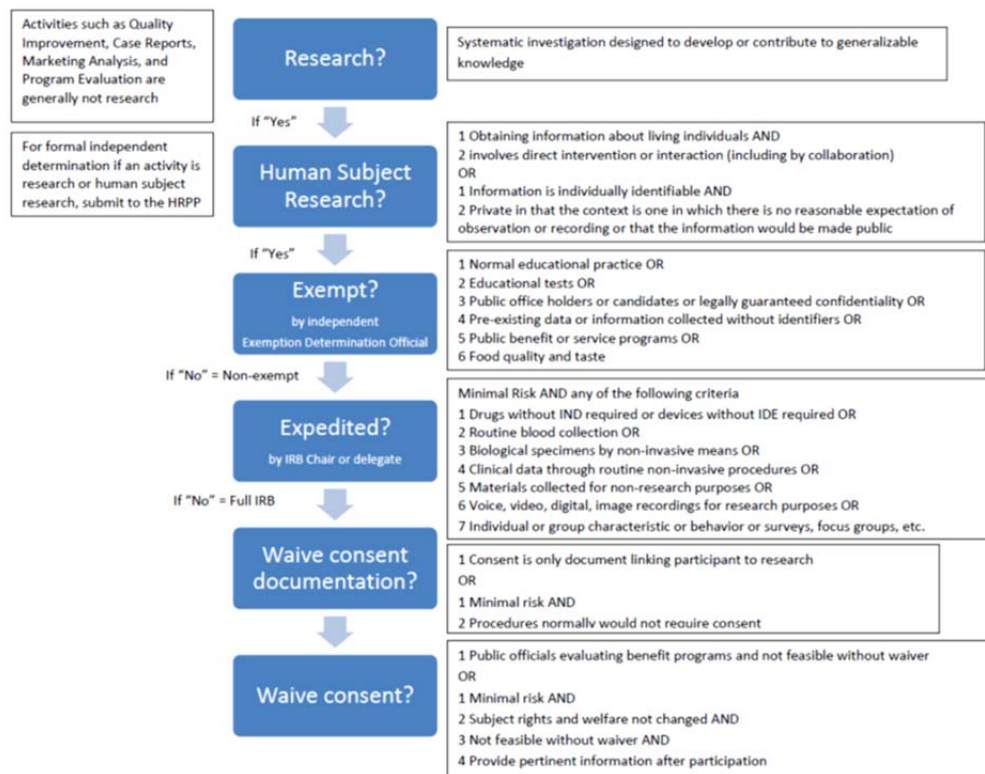 Activities such as Quality
Improvement, Case Reports,
Marketing Analysis, and
Program Evaluation are
generally not research
Research?
Systematic investigation designed to develop or contribute to generalizable
knowledge
If "Yes"
For formal independent
determination if an activity is
research or human subject
research, submit to the HRPP
Human Subject
Research?
1 Obtaining information about living individuals AND
2 involves direct intervention or interaction (including by collaboration)
OR
1 Information is individually identifiable AND
2 Private in that the context is one in which there is no reasonable expectation of
observation or recording or that the information would be made public
If "Yes"
Exempt?
by independent
Exemption Determination Official
1 Normal educational practice OR
2 Educational tests OR
3 Public office holders or candidates or legally guaranteed confidentiality OR
4 Pre-existing data or information collected without identifiers OR
5 Public benefit or service programs OR
6 Food quality and taste
If "No" = Non-exempt
Expedited?
by IRB Chair or delegate
Minimal Risk AND any of the following criteria
1 Drugs without IND required or devices without IDE required OR
2 Routine blood collection OR
3 Biological specimens by non-invasive means OR
4 Clinical data through routine non-invasive procedures OR
5 Materials collected for non-research purposes OR
6 Voice, video, digital, image recordings for research purposes OR
7 Individual or group characteristic or behavior or surveys, focus groups, etc.
If "No" = Full IRB
Waive consent
documentation?
1 Consent is only document linking participant to research
OR
1 Minimal risk AND
2 Procedures normally would not require consent
Waive consent?
1 Public officials evaluating benefit programs and not feasible without waiver
OR
1 Minimal risk AND
2 Subject rights and welfare not changed AND
3 Not feasible without waiver AND
4 Provide pertinent information after participation